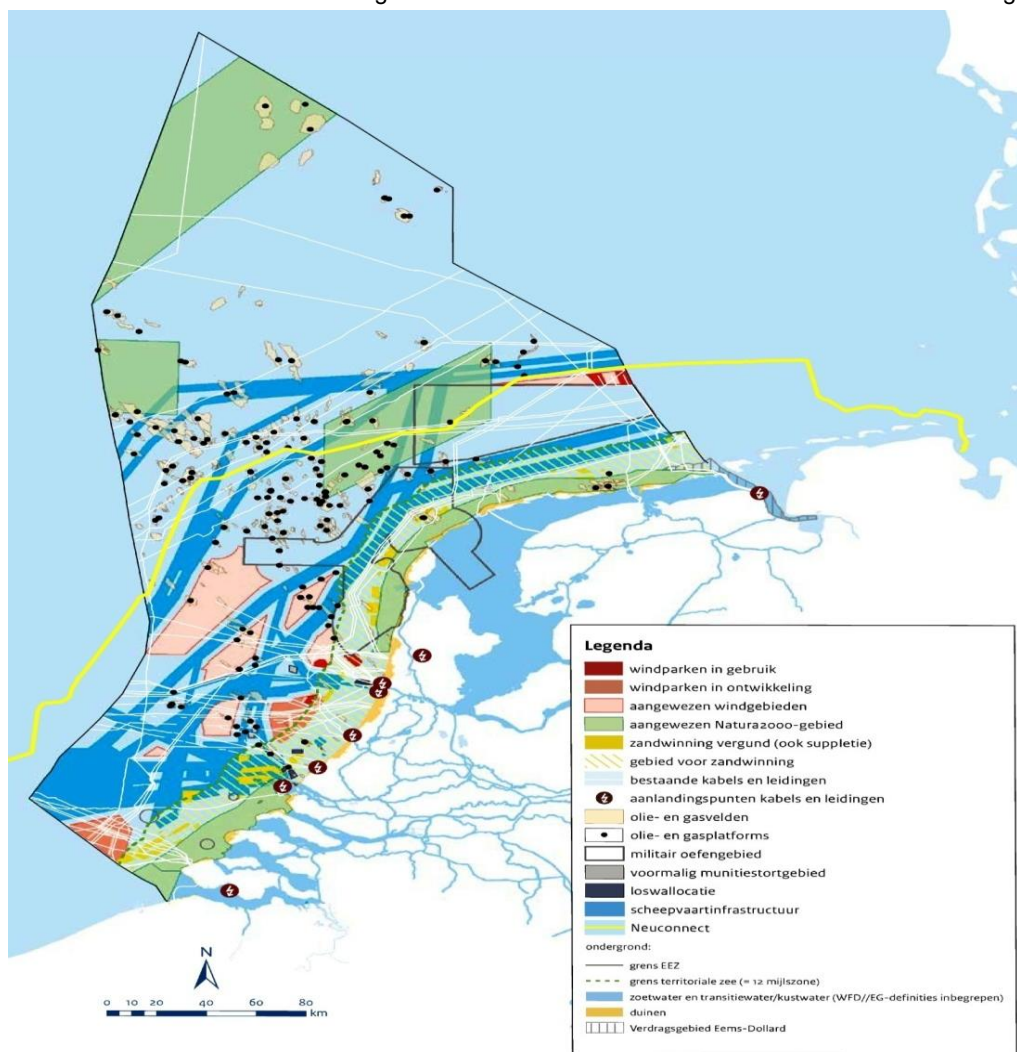 N
0 10 20 40 60 80
km
Legenda
windparken in gebruik
windparken in ontwikkeling
aangewezen windgebieden
aangewezen Natura2000-gebied
zandwinning vergund (ook suppletie)
gebied voor zandwinning
bestaande kabels en leidingen
aanlandingspunten kabels en leidingen
olie- en gasvelden
olie- en gasplatforms
militair oefengebied
voormalig munitiestortgebied
loswallocatie
scheepvaartinfrastructuur
Neuconnect
ondergrond:
grens EEZ
grens territoriale zee (= 12 mijlszone)
zoetwater en transitiewater/kustwater (WFD//EG-definities inbegrepen)
duinen
Verdragsgebied Eems-Dollard